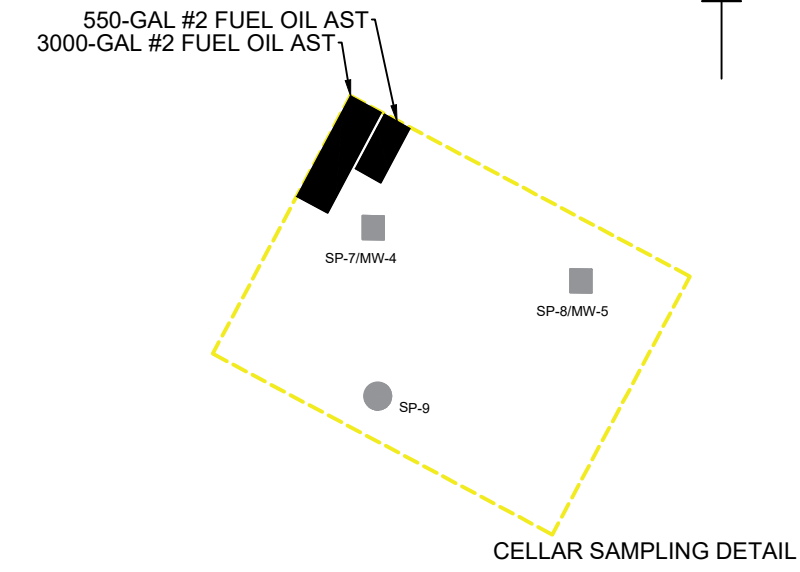 550-GAL #2 FUEL OIL AST
3000-GAL #2 FUEL OIL AST
SP-7/MW-4
SP-8/MW-5
SP-9
CELLAR SAMPLING DETAIL